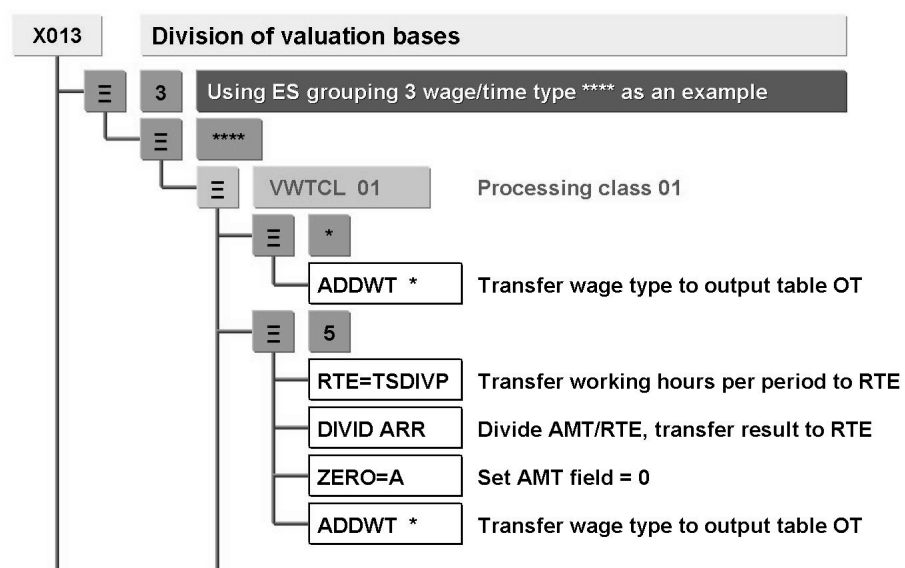 X013 Division of valuation bases
Ξ 3 Using ES grouping 3 wage/time type **** as an example
Ξ ****
Ξ VWTCL 01 Processing class 01
Ξ *
ADDWT * Transfer wage type to output table OT
Ξ 5
RTE=TSDIVP Transfer working hours per period to RTE
DIVID ARR Divide AMT/RTE, transfer result to RTE
ZERO=A Set AMT field = 0
ADDWT * Transfer wage type to output table OT